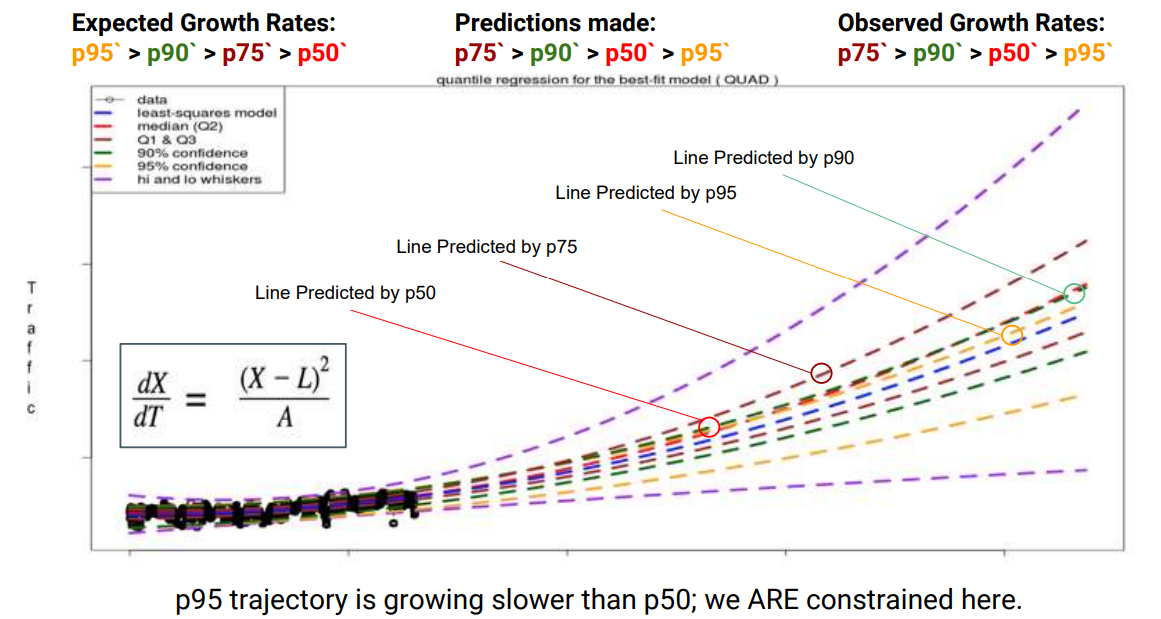 Expected Growth Rates:
p95` > p90` > p75` > p50`
Predictions made:
p75` > p90` > p50` > p95`
Observed Growth Rates:
p75` > p90` > p50` > p95`
quantile regression for the best-fit model ( QUAD )
data
least-squares model
median (Q2)
Q1 & Q3
90% confidence
95% confidence
hi and lo whiskers
Line Predicted by p90
Line Predicted by p95
Line Predicted by p75
Line Predicted by p50
Traffic
dX/dT = (X – L)²/A
p95 trajectory is growing slower than p50; we ARE constrained here.